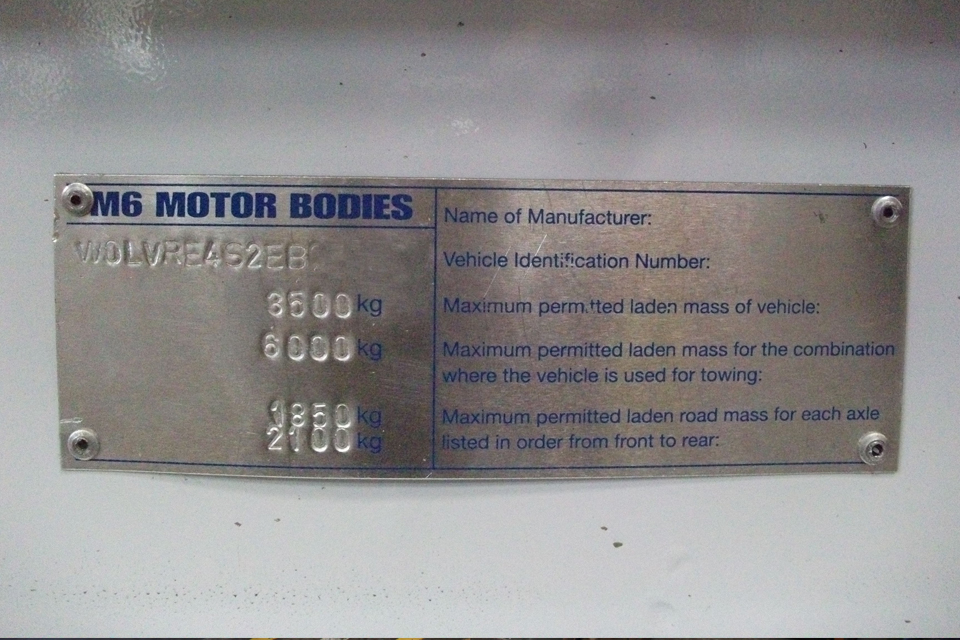 M6 MOTOR BODIES
Name of Manufacturer:
W0LVRE4S2EB
Vehicle Identification Number:
3500 kg
Maximum permitted laden mass of vehicle:
6000 kg
Maximum permitted laden mass for the combination
where the vehicle is used for towing:
1850 kg
Maximum permitted laden road mass for each axle
2100 kg
listed in order from front to rear: